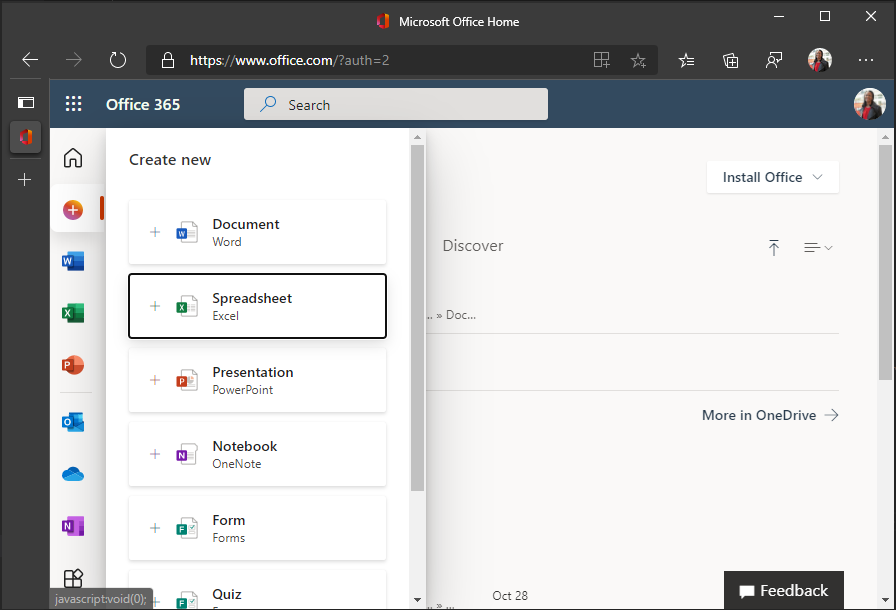 Microsoft Office Home
https://www.office.com/?auth=2
Office 365
Search
Create new
Install Office
Document
Word
Discover
Spreadsheet
Excel
.. » Doc...
Presentation
PowerPoint
More in OneDrive
Notebook
OneNote
Form
Forms
Quiz
Oct 28
.. » ...
Feedback
javascript:void(0);